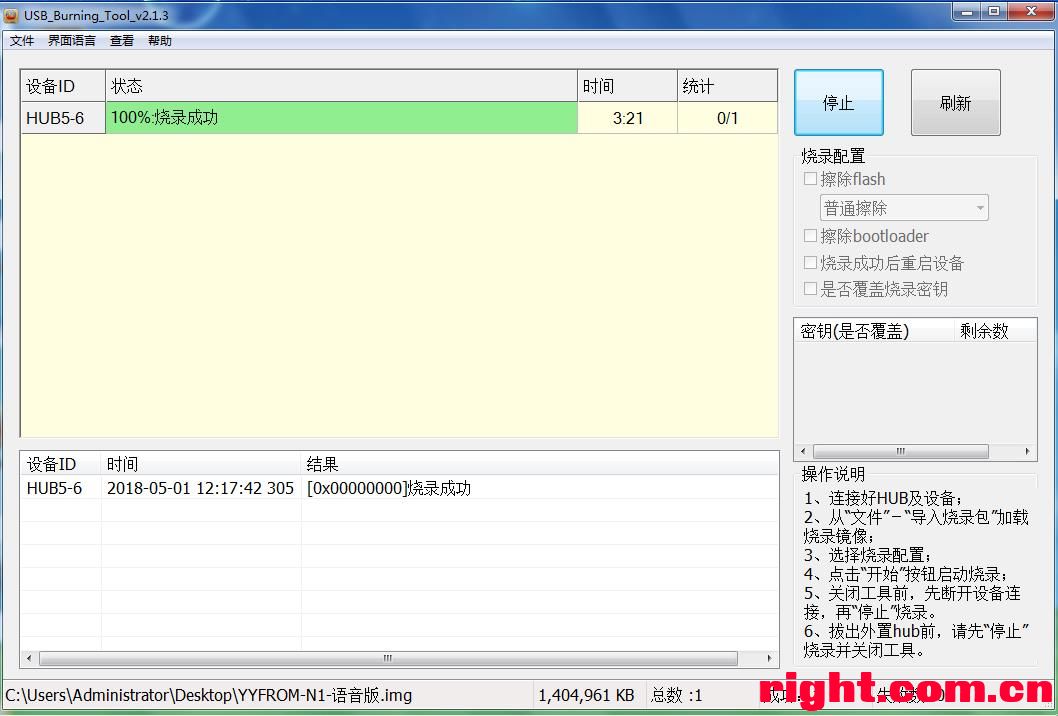 USB_Burning_Tool_v2.1.3
文件 界面语言 查看 帮助
设备ID 状态 时间 统计
HUB5-6 100%:烧录成功 3:21 0/1
停止 刷新
烧录配置
擦除flash
普通擦除
擦除bootloader
烧录成功后重启设备
是否覆盖烧录密钥
密钥(是否覆盖) 剩余数
设备ID 时间 结果
HUB5-6 2018-05-01 12:17:42 305 [0x00000000]烧录成功
操作说明
1、连接好HUB及设备;
2、从“文件”－“导入烧录包”加载
烧录镜像;
3、选择烧录配置;
4、点击“开始”按钮启动烧录;
5、关闭工具前，先断开设备连
接，再“停止”烧录。
6、拔出外置hub前，请先“停止”
烧录并关闭工具。
C:\Users\Administrator\Desktop\YYFROM-N1-语音版.img 1,404,961 KB 总数 :1
right.com.cn